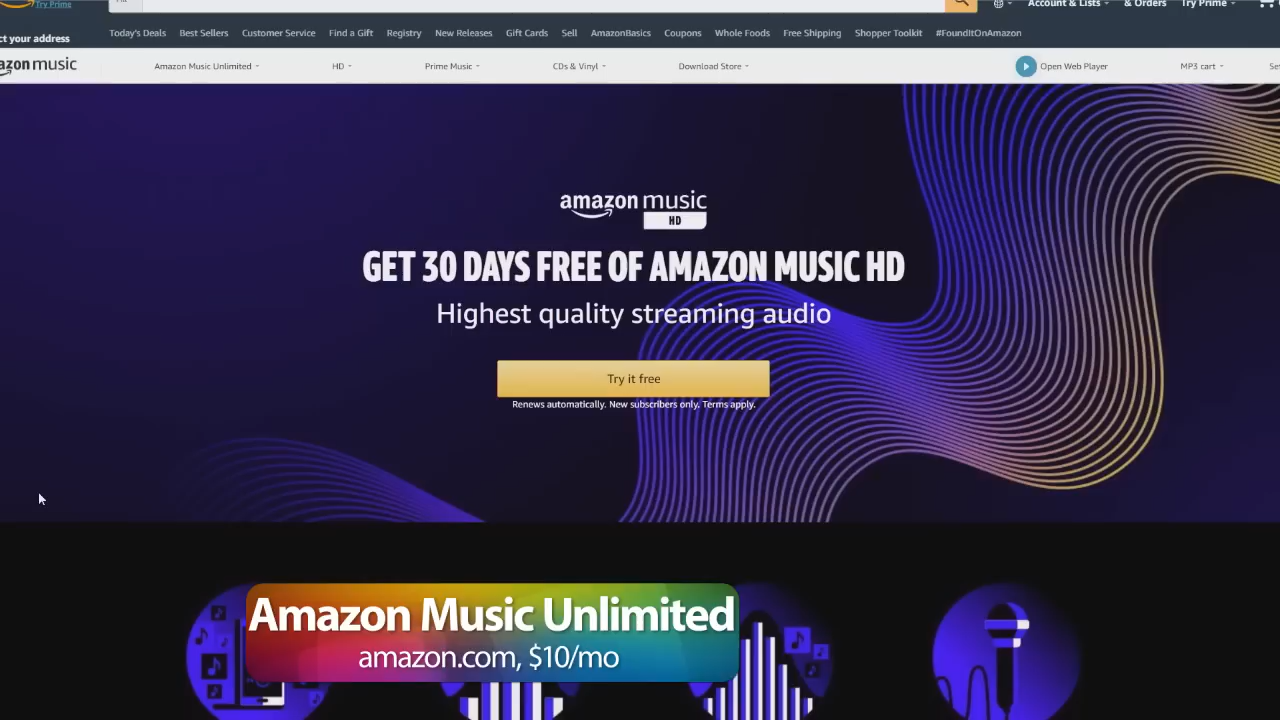 Try Prime
All
Account & Lists
& Orders
Try Prime
ct your address
Today's Deals
Best Sellers
Customer Service
Find a Gift
Registry
New Releases
Gift Cards
Sell
AmazonBasics
Coupons
Whole Foods
Free Shipping
Shopper Toolkit
#FoundItOnAmazon
azon music
Amazon Music Unlimited
HD
Prime Music
CDs & Vinyl
Download Store
Open Web Player
MP3 cart
amazon music
HD
GET 30 DAYS FREE OF AMAZON MUSIC HD
Highest quality streaming audio
Try it free
Renews automatically. New subscribers only. Terms apply.
Amazon Music Unlimited
amazon.com, $10/mo